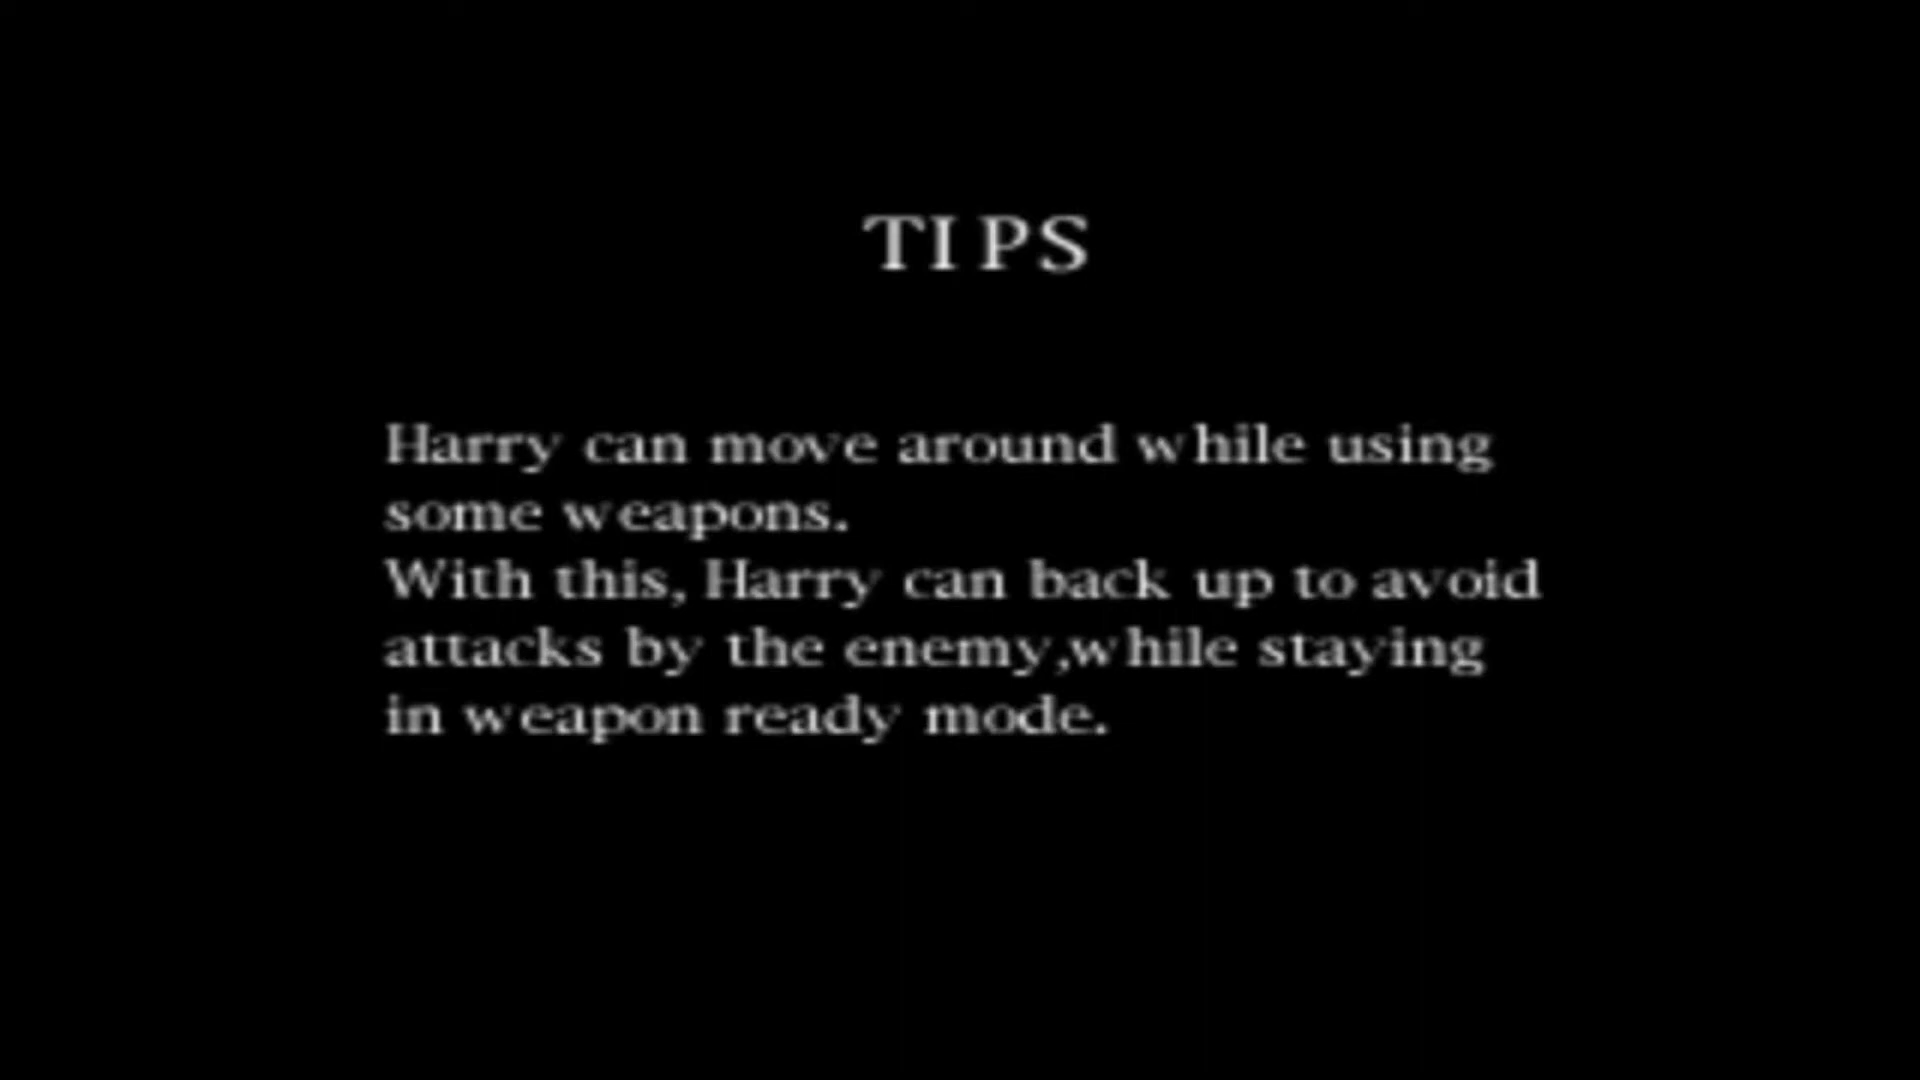 TIPS
Harry can move around while using
some weapons.
With this, Harry can back up to avoid
attacks by the enemy,while staying
in weapon ready mode.